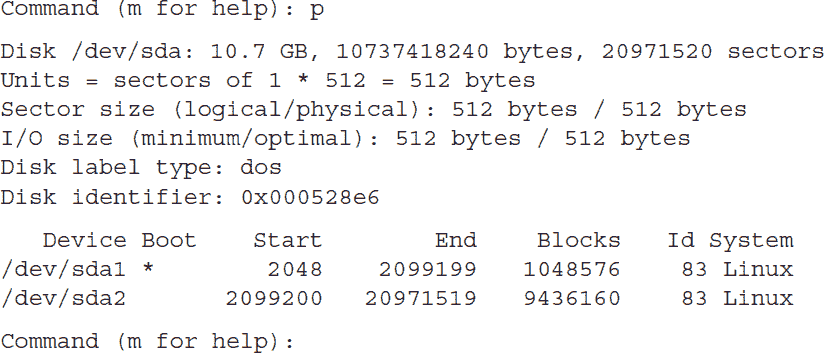 Command (m for help): p
Disk /dev/sda: 10.7 GB, 10737418240 bytes, 20971520 sectors
Units = sectors of 1 * 512 = 512 bytes
Sector size (logical/physical): 512 bytes / 512 bytes
I/O size (minimum/optimal): 512 bytes / 512 bytes
Disk label type: dos
Disk identifier: 0x000528e6
Device Boot Start End Blocks Id System
/dev/sda1 * 2048 2099199 1048576 83 Linux
/dev/sda2 2099200 20971519 9436160 83 Linux
Command (m for help):